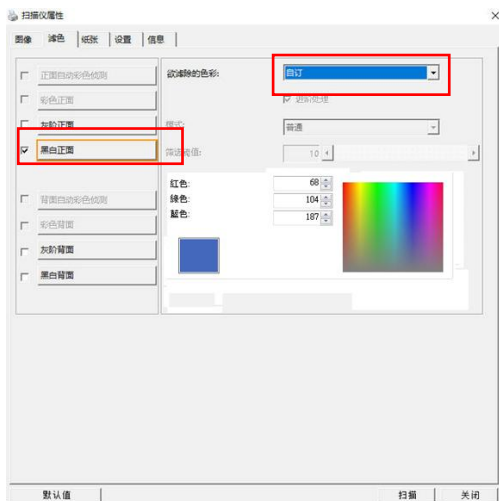 扫描仪属性
图像 滤色 纸张 设置 信息
正面自动彩色侦测
彩色正面
灰阶正面
黑白正面
背面自动彩色侦测
彩色背面
灰阶背面
黑白背面
欲滤除的色彩: 自订
进阶处理
模式: 普通
10
红色: 68
绿色: 104
蓝色: 187
默认值 扫描 关闭